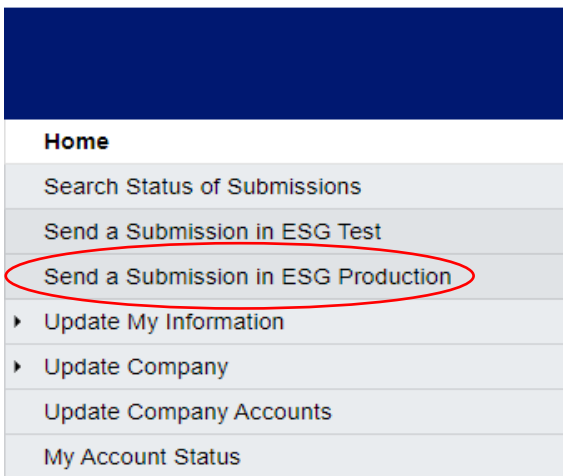 Home
Search Status of Submissions
Send a Submission in ESG Test
Send a Submission in ESG Production
Update My Information
Update Company
Update Company Accounts
My Account Status